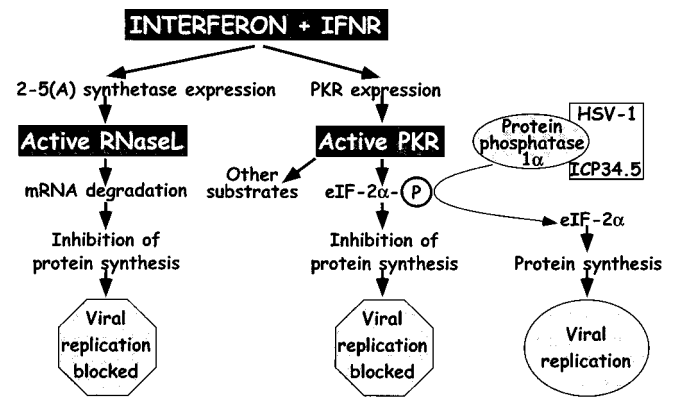 INTERFERON + IFNR
2-5(A) synthetase expression
Active RNaseL
mRNA degradation
Inhibition of
protein synthesis
Viral
replication
blocked
PKR expression
Active PKR
Other
substrates
eIF-2α-P
Inhibition of
protein synthesis
Viral
replication
blocked
Protein
phosphatase
1α
HSV-1
ICP34.5
eIF-2α
Protein synthesis
Viral
replication